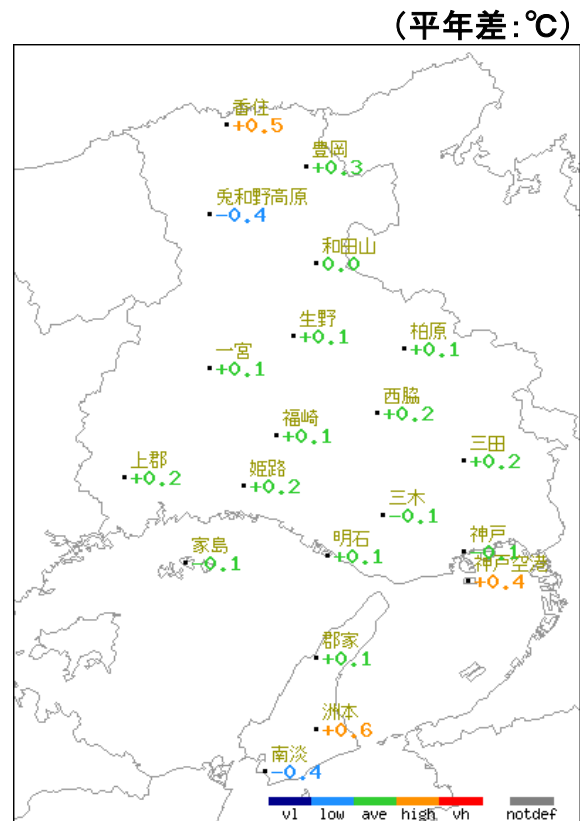 (平年差:℃)
香住
+0.5
豊岡
+0.3
兎和野高原
-0.4
和田山
0.0
生野
+0.1
柏原
+0.1
一宮
+0.1
西脇
+0.2
福崎
+0.1
三田
+0.2
上郡
+0.2
姫路
+0.2
三木
-0.1
神戸
-0.1
家島
-0.1
明石
+0.1
神戸空港
+0.4
郡家
+0.1
洲本
+0.6
南淡
-0.4
vl low ave high vh notdef